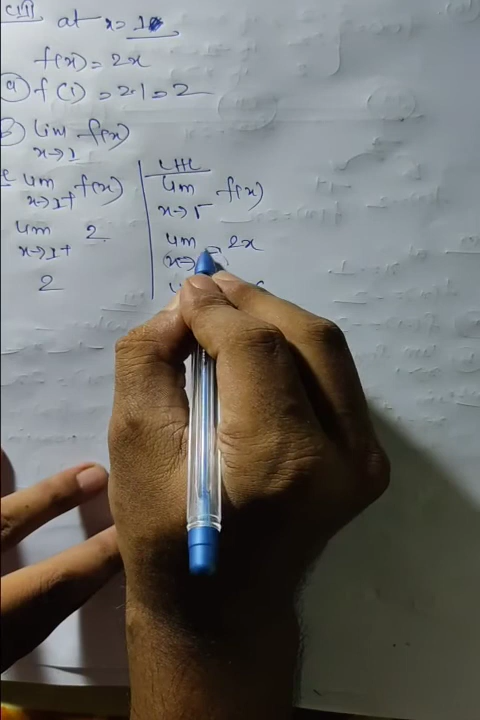 at x = 1
f(x) = 2x
a) f(1) = 2.1 = 2
b) lim f(x)
x→1
lim f(x)
x→1+
lim 2
x→1+
2
LHL
lim f(x)
x→1-
lim 2x